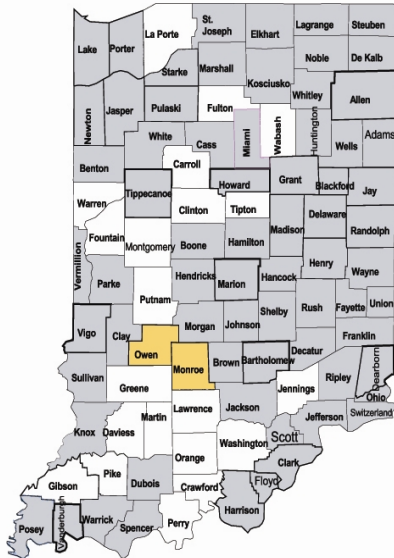 La Porte
St.
Joseph
Elkhart
Lagrange
Steuben
Lake
Porter
Noble
De Kalb
Starke
Marshall
Kosciusko
Whitley
Allen
Newton
Jasper
Pulaski
Fulton
Miami
Wabash
Huntington
Wells
Adams
White
Cass
Benton
Carroll
Howard
Grant
Blackford
Jay
Tippecanoe
Warren
Clinton
Tipton
Madison
Delaware
Randolph
Fountain
Montgomery
Boone
Hamilton
Vermillion
Parke
Putnam
Hendricks
Marion
Hancock
Henry
Wayne
Shelby
Rush
Fayette
Union
Vigo
Clay
Owen
Morgan
Johnson
Franklin
Sullivan
Monroe
Brown
Bartholomew
Decatur
Dearborn
Greene
Jennings
Ripley
Ohio
Knox
Daviess
Martin
Lawrence
Jackson
Jefferson
Switzerland
Washington
Scott
Pike
Orange
Clark
Gibson
Dubois
Crawford
Floyd
Posey
Vanderburgh
Warrick
Spencer
Perry
Harrison